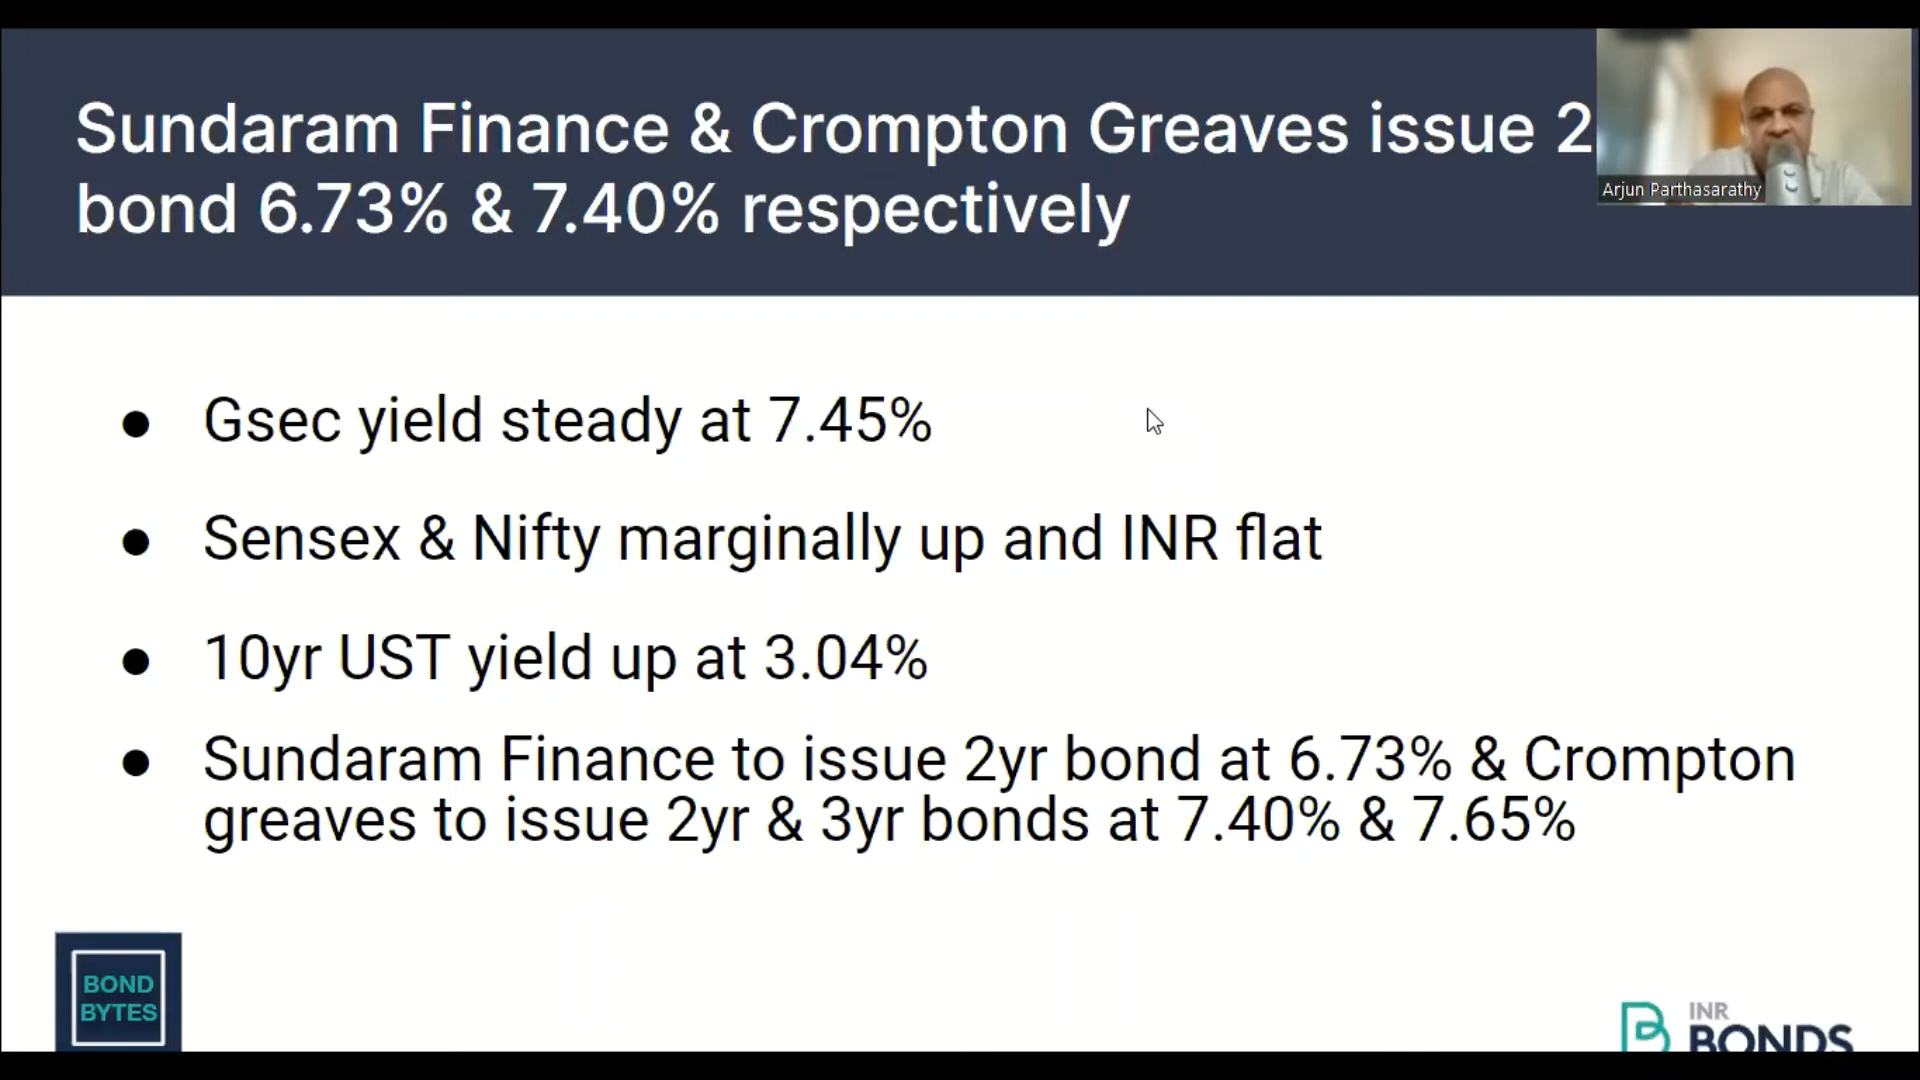 Sundaram Finance & Crompton Greaves issue 2
bond 6.73% & 7.40% respectively
Arjun Parthasarathy
● Gsec yield steady at 7.45%
● Sensex & Nifty marginally up and INR flat
● 10yr UST yield up at 3.04%
● Sundaram Finance to issue 2yr bond at 6.73% & Crompton
greaves to issue 2yr & 3yr bonds at 7.40% & 7.65%
BOND
BYTES
INR
BONDS